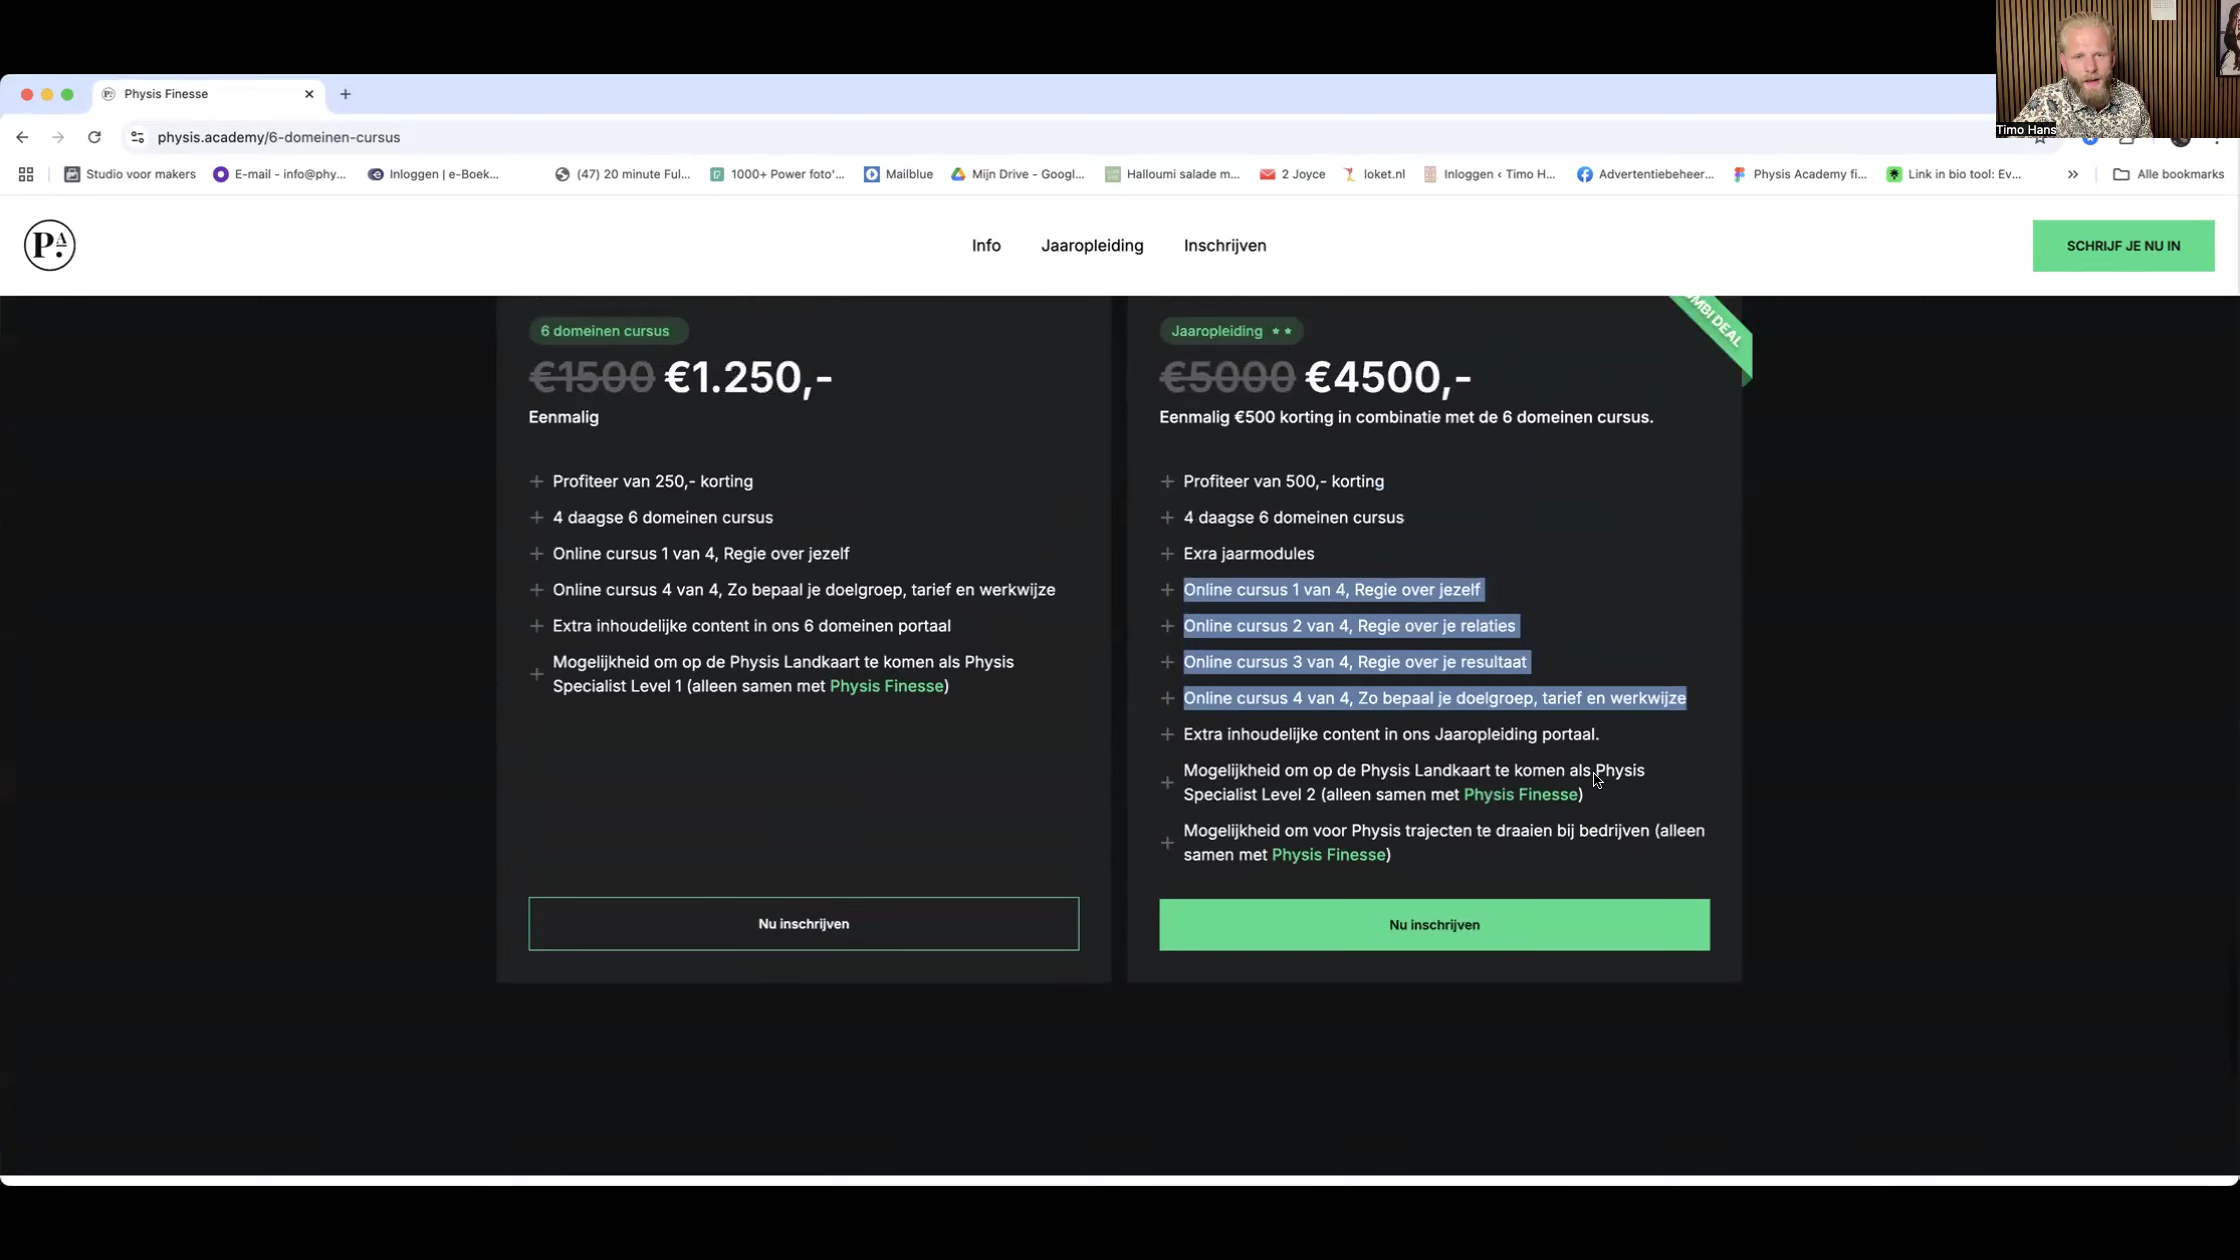 Timo Hans
Physis Finesse
physis.academy/6-domeinen-cursus
Studio voor makers
E-mail - info@phy...
Inloggen | e-Boek...
(47) 20 minute Ful...
1000+ Power foto'...
Mailblue
Mijn Drive - Googl...
Halloumi salade m...
2 Joyce
loket.nl
Inloggen ‹ Timo H...
Advertentiebeheer...
Physis Academy fi...
Link in bio tool: Ev...
Alle bookmarks
Info
Jaaropleiding
Inschrijven
SCHRIJF JE NU IN
6 domeinen cursus
€1500 €1.250,-
Eenmalig
Profiteer van 250,- korting
4 daagse 6 domeinen cursus
Online cursus 1 van 4, Regie over jezelf
Online cursus 4 van 4, Zo bepaal je doelgroep, tarief en werkwijze
Extra inhoudelijke content in ons 6 domeinen portaal
Mogelijkheid om op de Physis Landkaart te komen als Physis
Specialist Level 1 (alleen samen met Physis Finesse)
Nu inschrijven
DEAL
Jaaropleiding ★★
€5000 €4500,-
Eenmalig €500 korting in combinatie met de 6 domeinen cursus.
Profiteer van 500,- korting
4 daagse 6 domeinen cursus
Exra jaarmodules
Online cursus 1 van 4, Regie over jezelf
Online cursus 2 van 4, Regie over je relaties
Online cursus 3 van 4, Regie over je resultaat
Online cursus 4 van 4, Zo bepaal je doelgroep, tarief en werkwijze
Extra inhoudelijke content in ons Jaaropleiding portaal.
Mogelijkheid om op de Physis Landkaart te komen als Physis
Specialist Level 2 (alleen samen met Physis Finesse)
Mogelijkheid om voor Physis trajecten te draaien bij bedrijven (alleen
samen met Physis Finesse)
Nu inschrijven